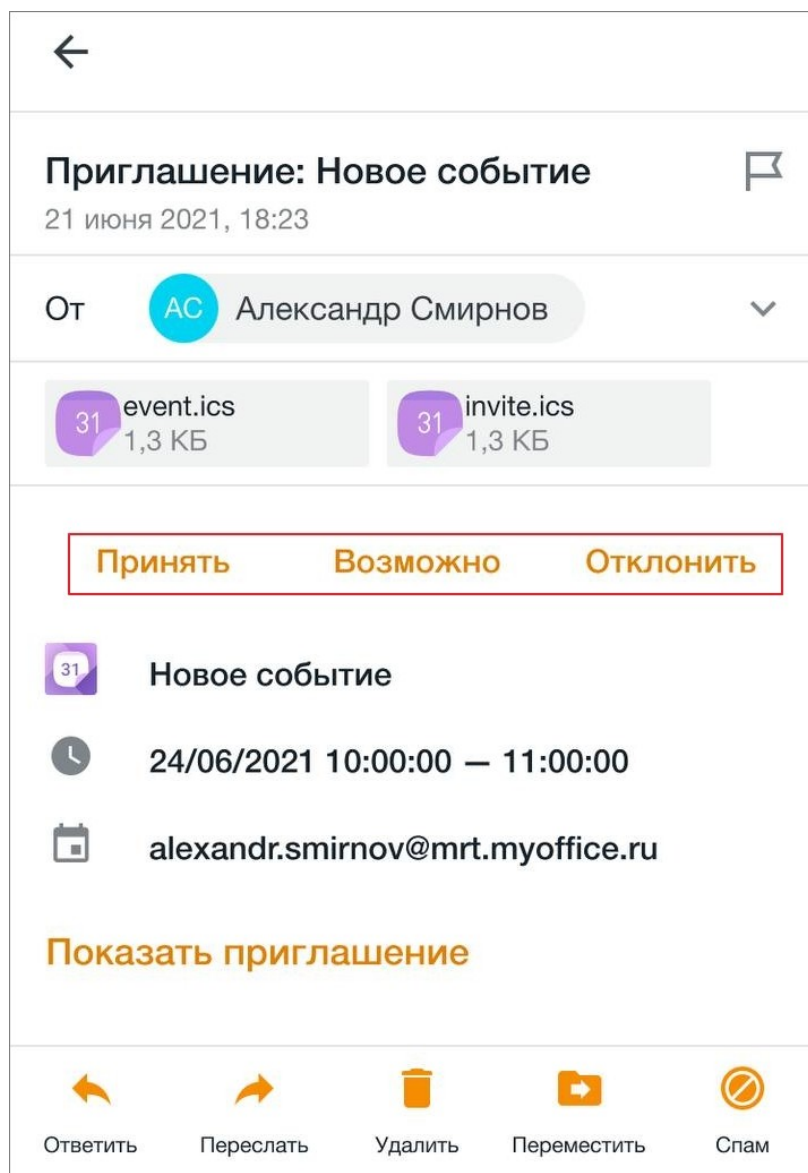 Приглашение: Новое событие
21 июня 2021, 18:23
От АС Александр Смирнов
31 event.ics 31 invite.ics
1,3 КБ 1,3 КБ
Принять Возможно Отклонить
31 Новое событие
24/06/2021 10:00:00 — 11:00:00
alexandr.smirnov@mrt.myoffice.ru
Показать приглашение
Ответить Переслать Удалить Переместить Спам